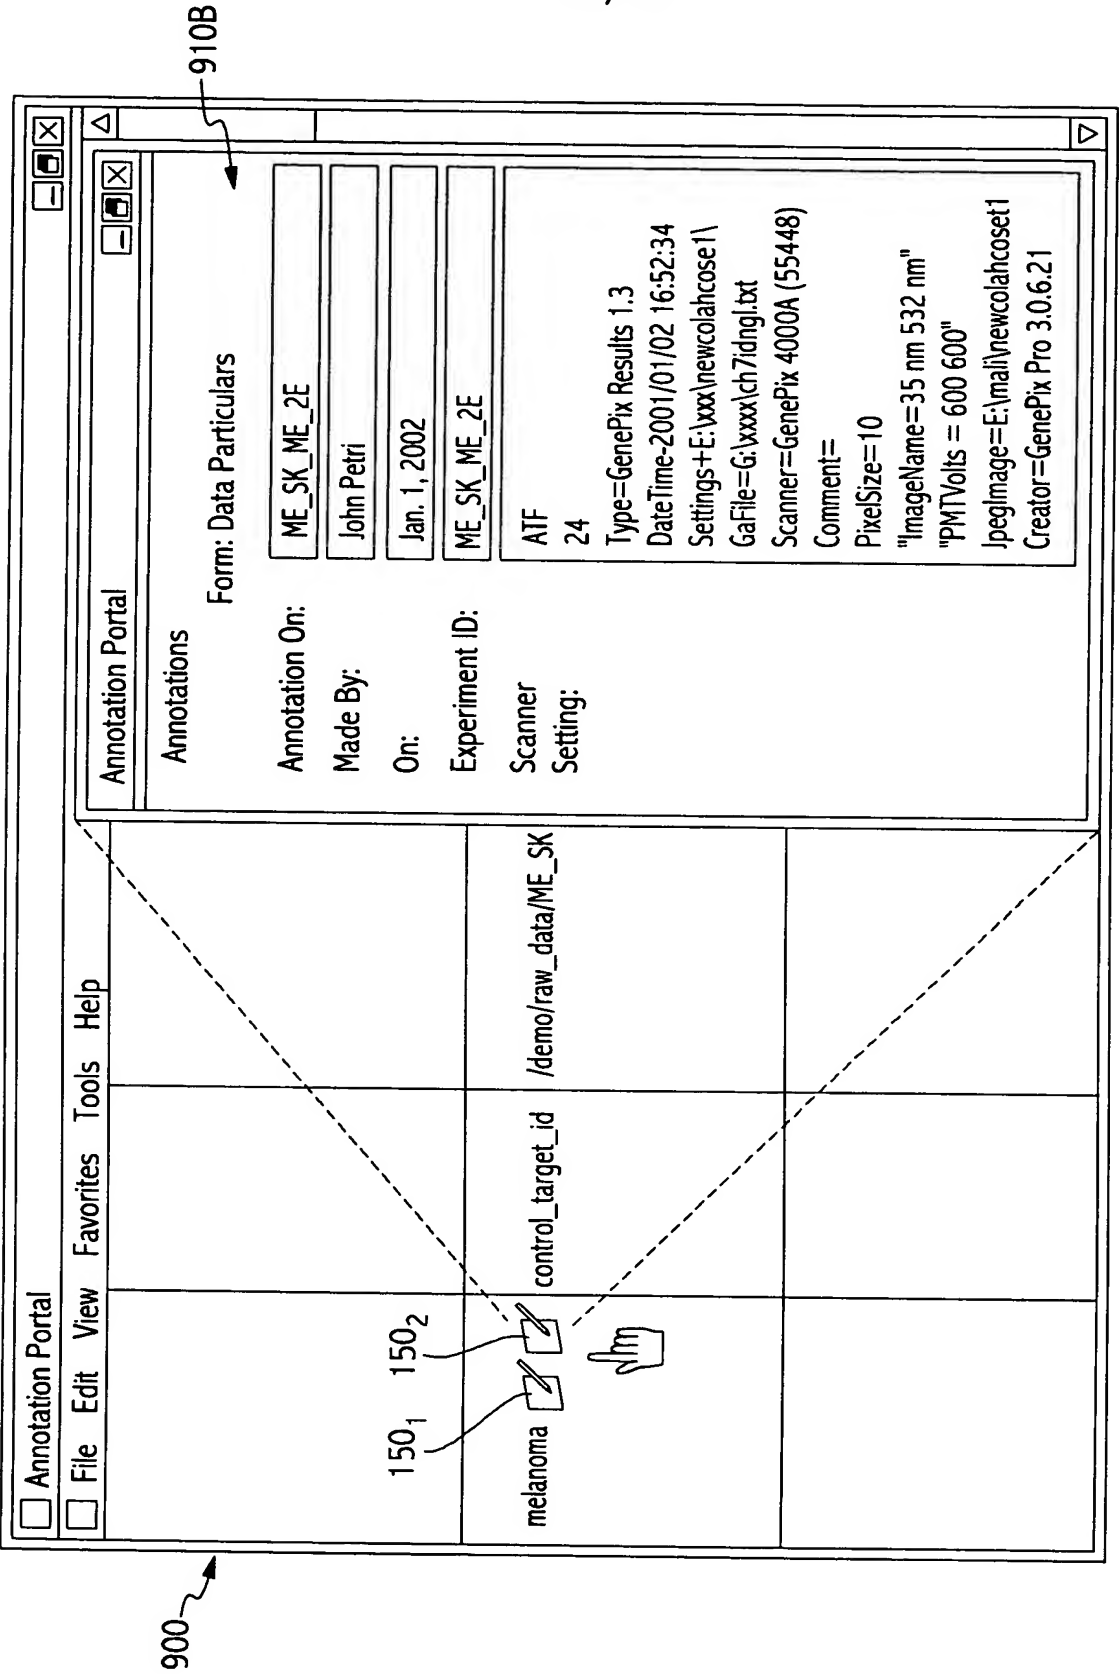 910B
900
Annotation Portal
File Edit View Favorites Tools Help
150₁
150₂
melanoma
control_target_id
/demo/raw_data/ME_SK
Annotation Portal
Annotations
Form: Data Particulars
Annotation On: ME_SK_ME_2E
Made By: John Petri
On: Jan. 1, 2002
Experiment ID: ME_SK_ME_2E
Scanner
Setting:
ATF
24
Type=GenePix Results 1.3
DateTime-2001/01/02 16:52:34
Settings+E:\xxx\newcolahcose1\
GaFile=G:\xxxx\ch7idngl.txt
Scanner=GenePix 4000A (55448)
Comment=
PixelSize=10
"ImageName=35 nm 532 nm"
"PMTVolts = 600 600"
JpegImage=E:\mali\newcolahcoset1
Creator=GenePix Pro 3.0.6.21